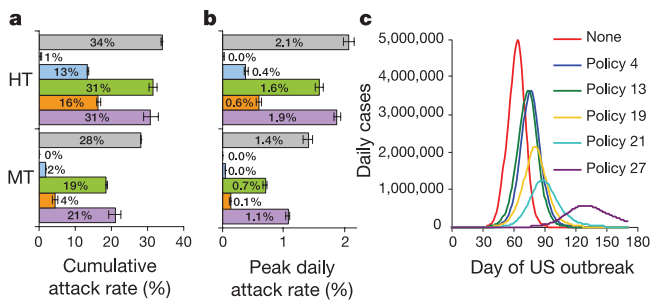 a
HT
34%
1%
13%
31%
16%
31%
MT
28%
0%
2%
19%
4%
21%
0 20 40
Cumulative
attack rate (%)
b
2.1%
0.0%
0.4%
1.6%
0.6%
1.9%
1.4%
0.0%
0.0%
0.7%
0.1%
1.1%
0 1 2
Peak daily
attack rate (%)
c
None
Policy 4
Policy 13
Policy 19
Policy 21
Policy 27
Daily cases
5,000,000
4,000,000
3,000,000
2,000,000
1,000,000
0
0 30 60 90 120 150 180
Day of US outbreak